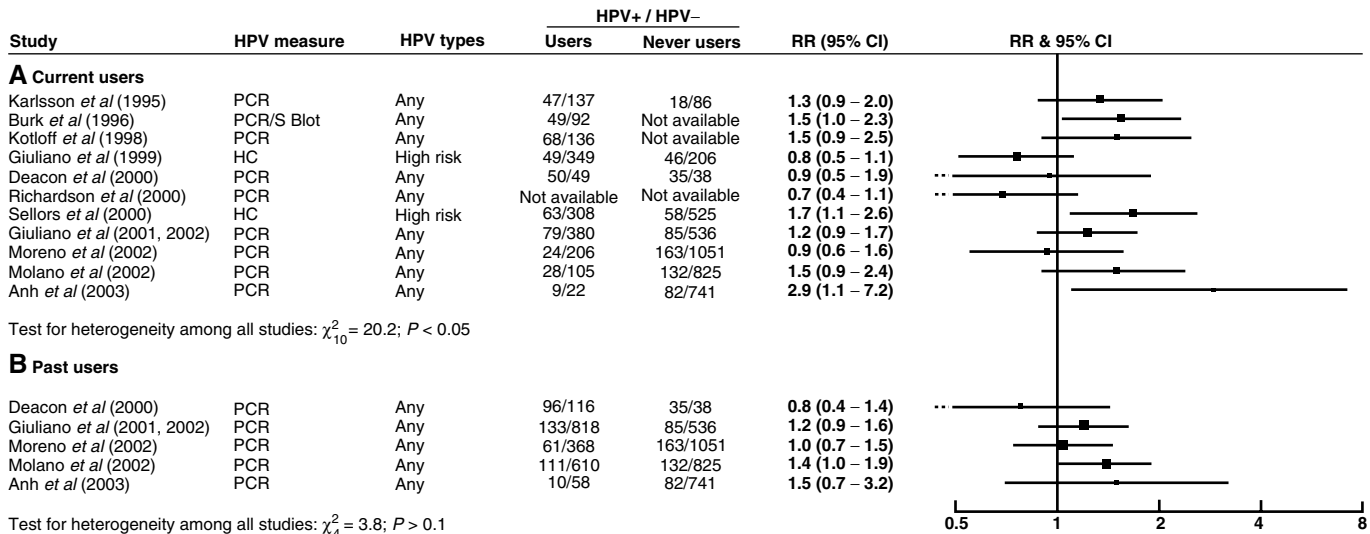 HPV+ / HPV–
Study HPV measure HPV types Users Never users RR (95% CI) RR & 95% CI
A Current users
Karlsson et al (1995) PCR Any 47/137 18/86 1.3 (0.9 – 2.0)
Burk et al (1996) PCR/S Blot Any 49/92 Not available 1.5 (1.0 – 2.3)
Kotloff et al (1998) PCR Any 68/136 Not available 1.5 (0.9 – 2.5)
Giuliano et al (1999) HC High risk 49/349 46/206 0.8 (0.5 – 1.1)
Deacon et al (2000) PCR Any 50/49 35/38 0.9 (0.5 – 1.9)
Richardson et al (2000) PCR Any Not available Not available 0.7 (0.4 – 1.1)
Sellors et al (2000) HC High risk 63/308 58/525 1.7 (1.1 – 2.6)
Giuliano et al (2001, 2002) PCR Any 79/380 85/536 1.2 (0.9 – 1.7)
Moreno et al (2002) PCR Any 24/206 163/1051 0.9 (0.6 – 1.6)
Molano et al (2002) PCR Any 28/105 132/825 1.5 (0.9 – 2.4)
Anh et al (2003) PCR Any 9/22 82/741 2.9 (1.1 – 7.2)
Test for heterogeneity among all studies: χ²₁₀ = 20.2; P < 0.05
B Past users
Deacon et al (2000) PCR Any 96/116 35/38 0.8 (0.4 – 1.4)
Giuliano et al (2001, 2002) PCR Any 133/818 85/536 1.2 (0.9 – 1.6)
Moreno et al (2002) PCR Any 61/368 163/1051 1.0 (0.7 – 1.5)
Molano et al (2002) PCR Any 111/610 132/825 1.4 (1.0 – 1.9)
Anh et al (2003) PCR Any 10/58 82/741 1.5 (0.7 – 3.2)
Test for heterogeneity among all studies: χ² = 3.8; P > 0.1
0.5 1 2 4 8